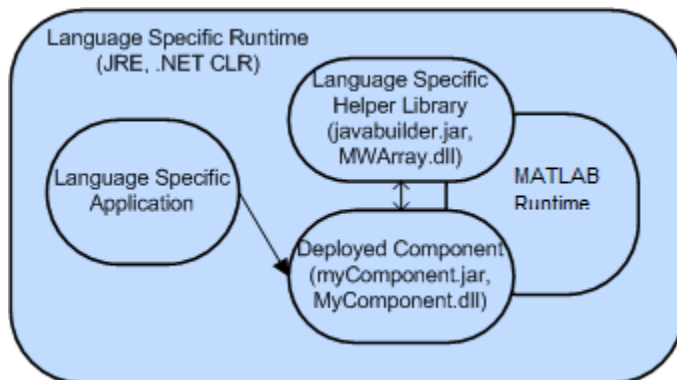 Language Specific Runtime
(JRE, .NET CLR)
Language Specific
Helper Library
(javabuilder.jar,
MWArray.dll)
Language Specific
Application
MATLAB
Runtime
Deployed Component
(myComponent.jar,
MyComponent.dll)